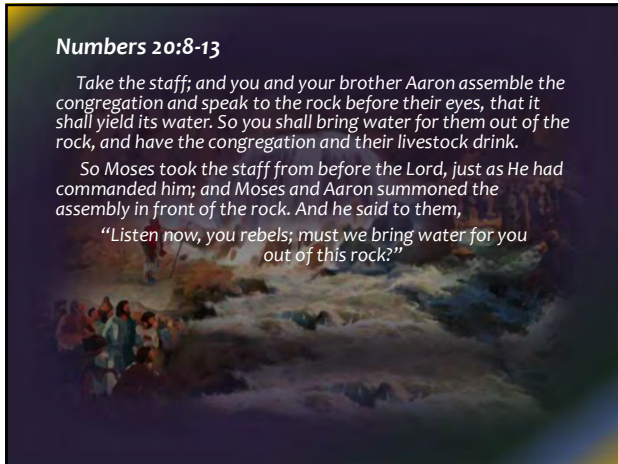 Numbers 20:8-13
Take the staff; and you and your brother Aaron assemble the
congregation and speak to the rock before their eyes, that it
shall yield its water. So you shall bring water for them out of the
rock, and have the congregation and their livestock drink.
So Moses took the staff from before the Lord, just as He had
commanded him; and Moses and Aaron summoned the
assembly in front of the rock. And he said to them,
“Listen now, you rebels; must we bring water for you
out of this rock?”